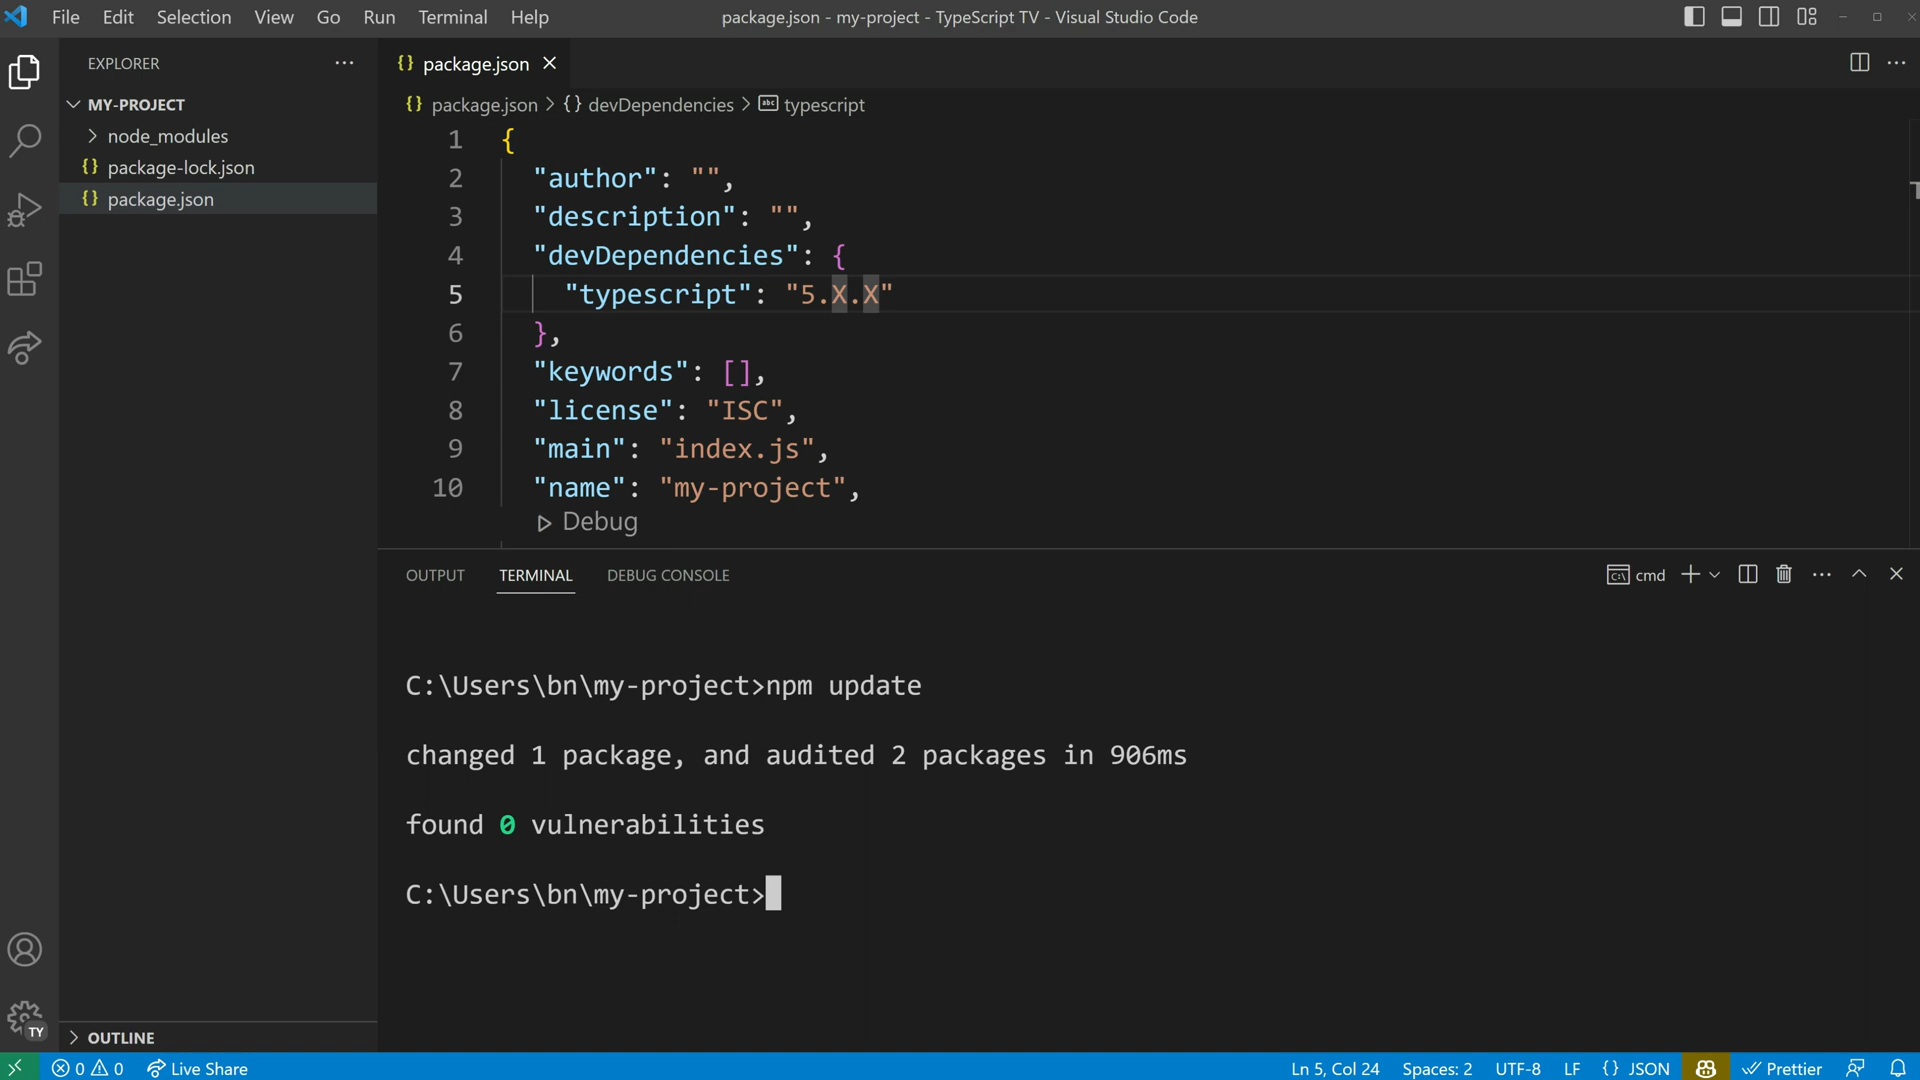 File Edit Selection View Go Run Terminal Help package.json - my-project - TypeScript TV - Visual Studio Code
EXPLORER
MY-PROJECT
node_modules
package-lock.json
package.json
OUTLINE
package.json
package.json > {} devDependencies > abc typescript
1 {
2 "author": "",
3 "description": "",
4 "devDependencies": {
5 "typescript": "5.X.X"
6 },
7 "keywords": [],
8 "license": "ISC",
9 "main": "index.js",
10 "name": "my-project",
Debug
OUTPUT TERMINAL DEBUG CONSOLE cmd
C:\Users\bn\my-project>npm update
changed 1 package, and audited 2 packages in 906ms
found 0 vulnerabilities
C:\Users\bn\my-project>
TY
0 0 Live Share Ln 5, Col 24 Spaces: 2 UTF-8 LF {} JSON Prettier